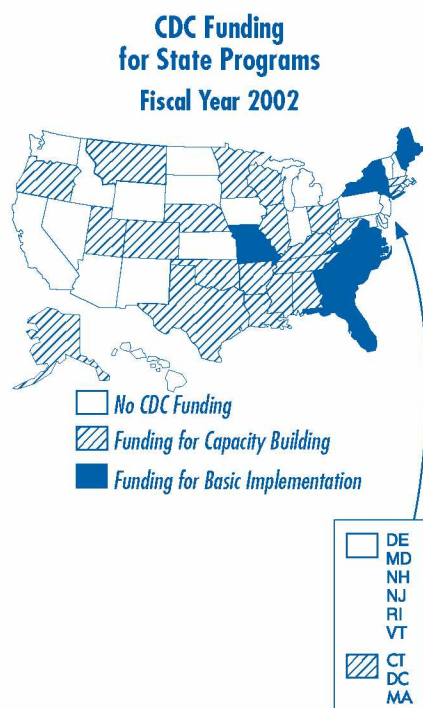 CDC Funding
for State Programs
Fiscal Year 2002
No CDC Funding
Funding for Capacity Building
Funding for Basic Implementation
DE
MD
NH
NJ
RI
VT
CT
DC
MA